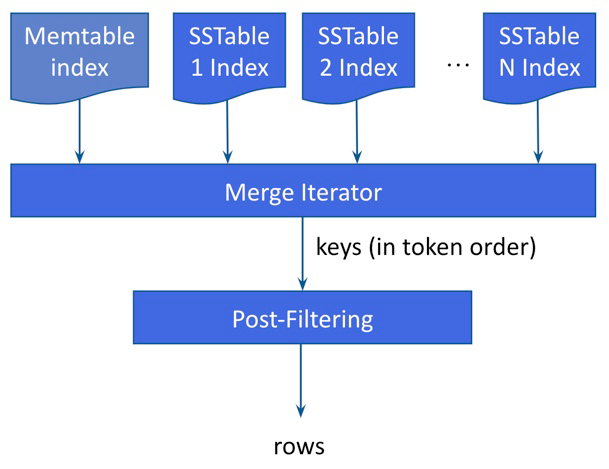 Memtable
index
SSTable
1 Index
SSTable
2 Index
...
SSTable
N Index
Merge Iterator
keys (in token order)
Post-Filtering
rows